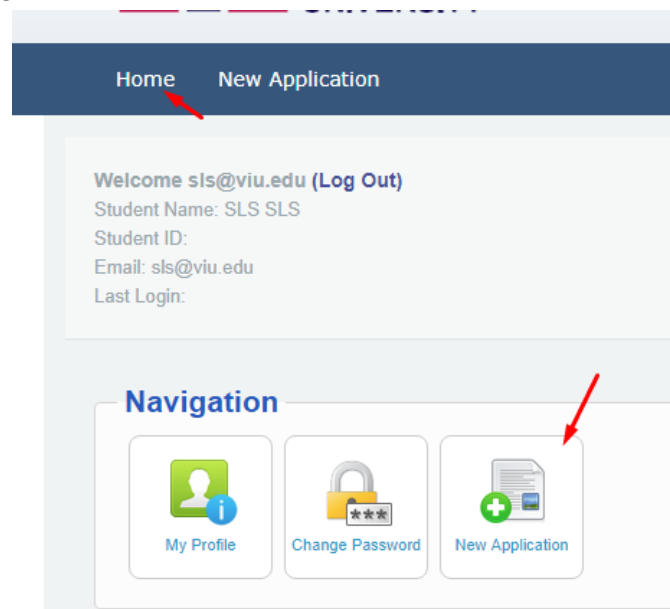 Home New Application
Welcome sls@viu.edu (Log Out)
Student Name: SLS SLS
Student ID:
Email: sls@viu.edu
Last Login:
Navigation
My Profile Change Password New Application